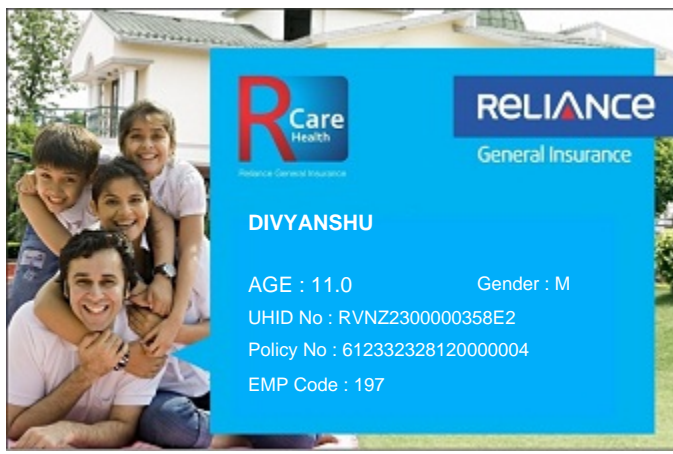 R Care
Health
Reliance General Insurance
RELIANCE
General Insurance
DIVYANSHU
AGE : 11.0
Gender : M
UHID No : RVNZ2300000358E2
Policy No : 612332328120000004
EMP Code : 197